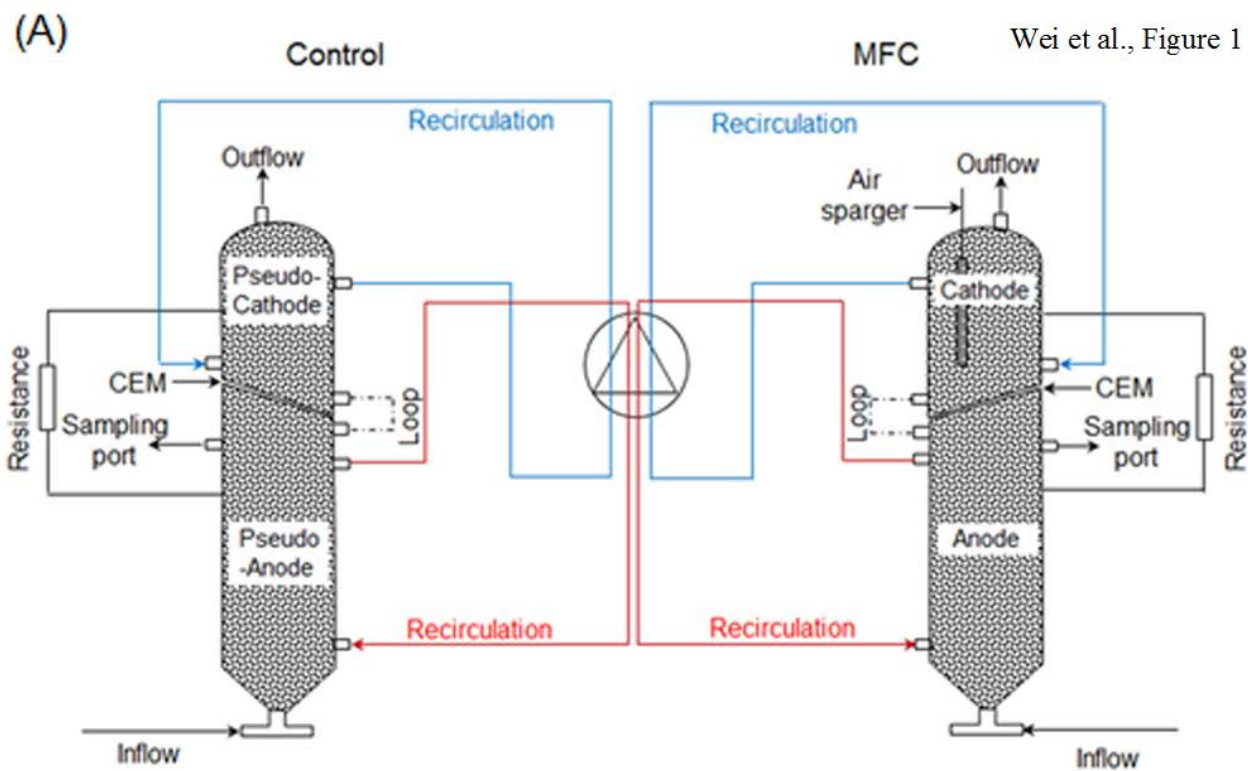 (A)
Wei et al., Figure 1
Control
MFC
Recirculation
Recirculation
Outflow
Outflow
Air
sparger
Pseudo-
Cathode
Cathode
Resistance
CEM
Loop
Loop
CEM
Resistance
Sampling
port
Sampling
port
Pseudo
-Anode
Anode
Recirculation
Recirculation
Inflow
Inflow